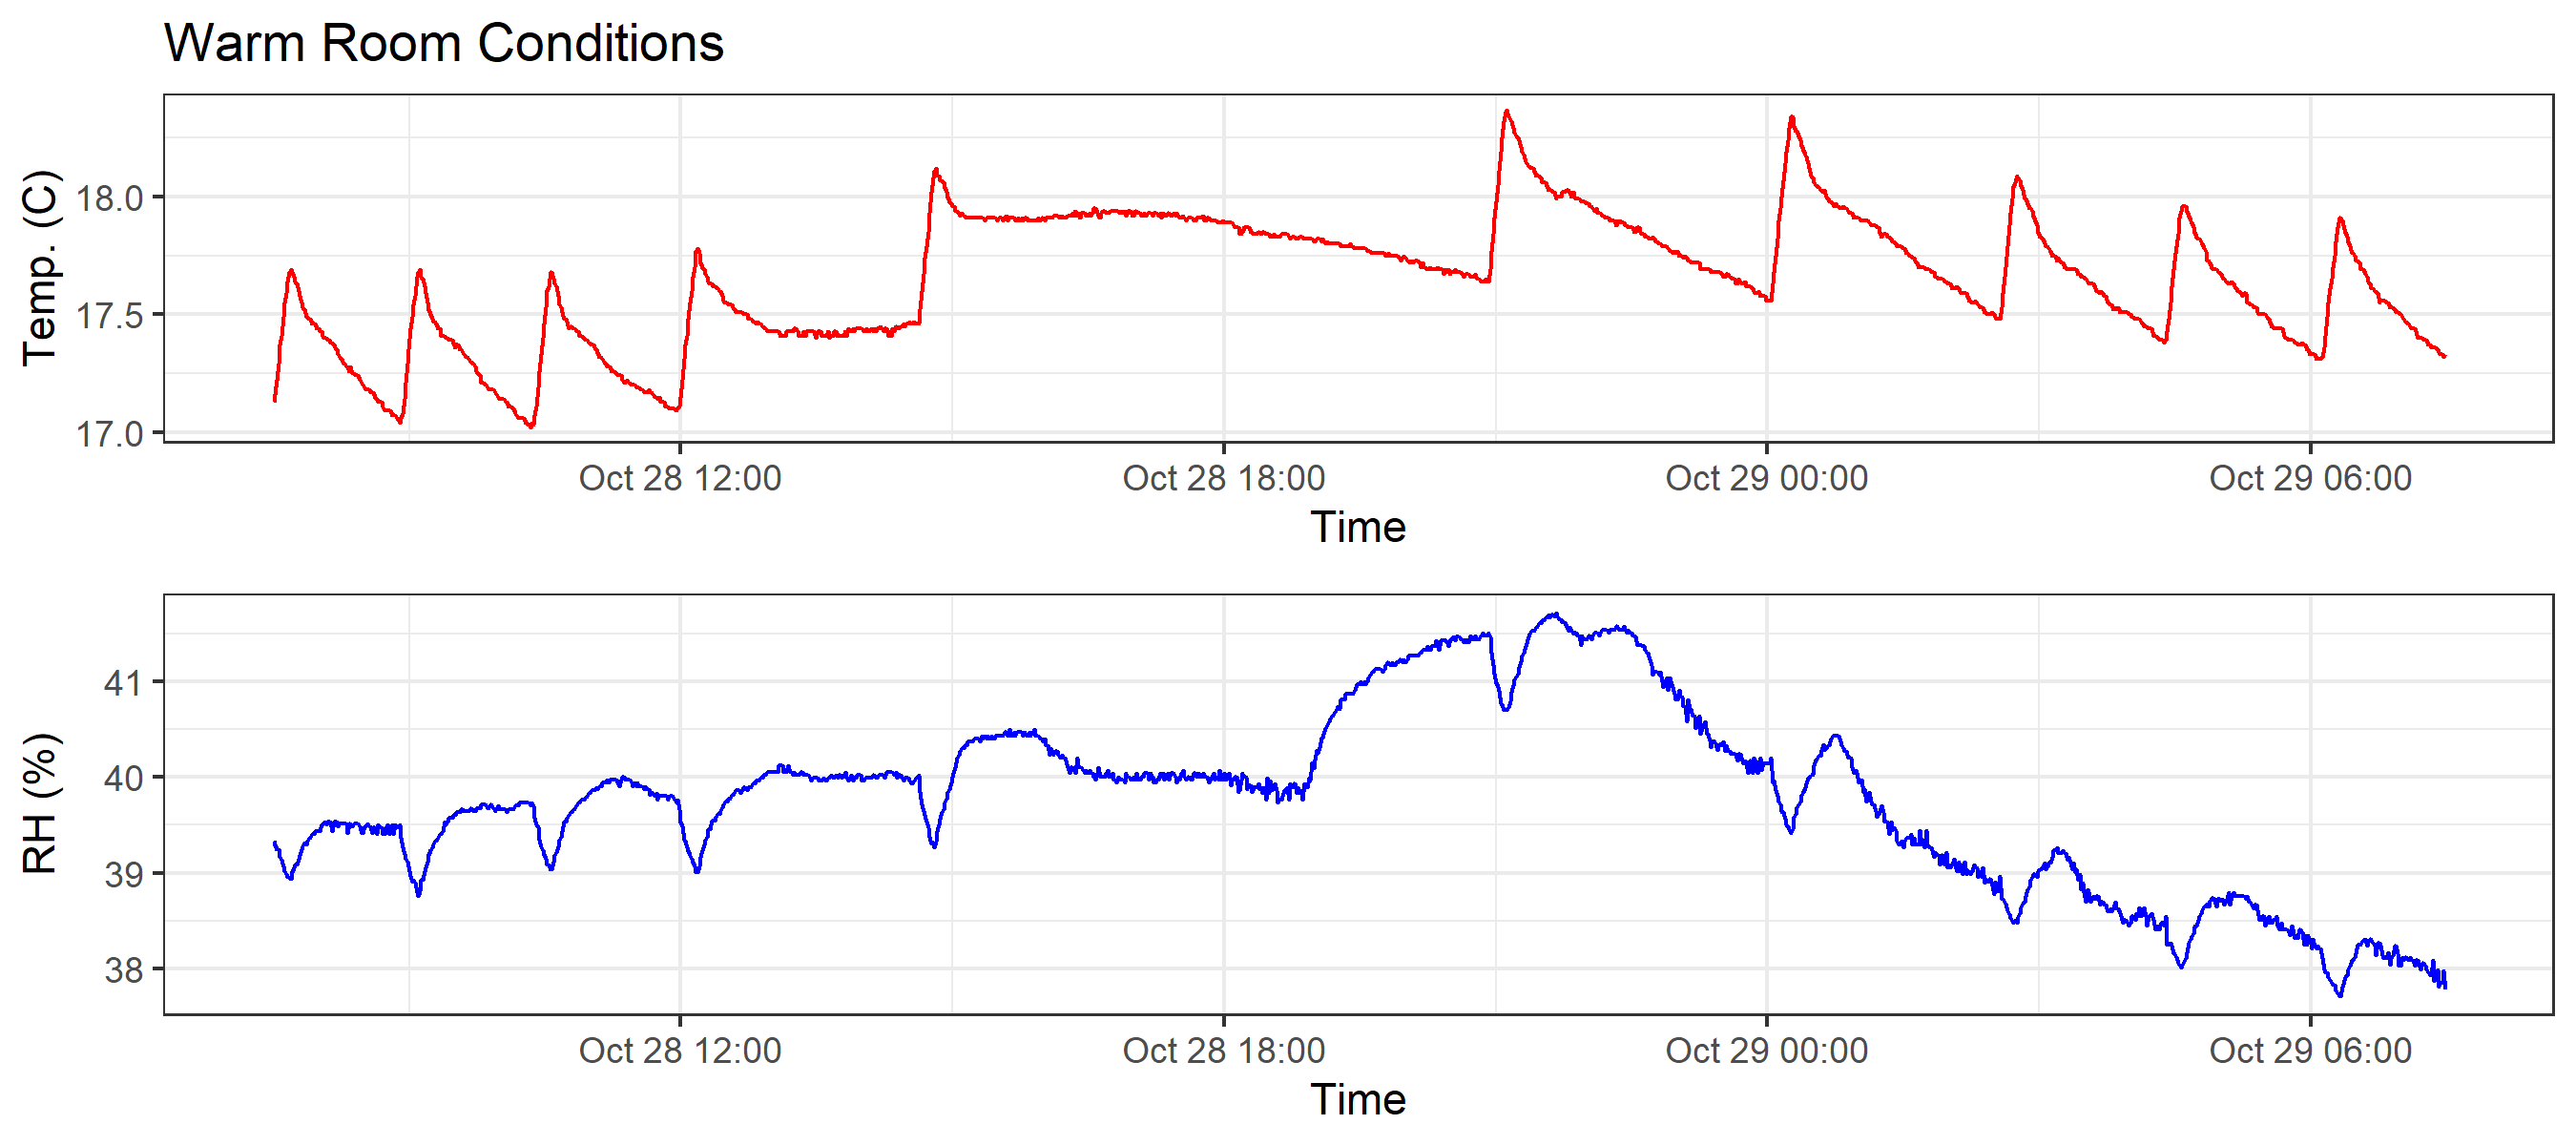 Warm Room Conditions
Temp. (C)
18.0
17.5
17.0
Oct 28 12:00 Oct 28 18:00 Oct 29 00:00 Oct 29 06:00
Time
RH (%)
41
40
39
38
Oct 28 12:00 Oct 28 18:00 Oct 29 00:00 Oct 29 06:00
Time